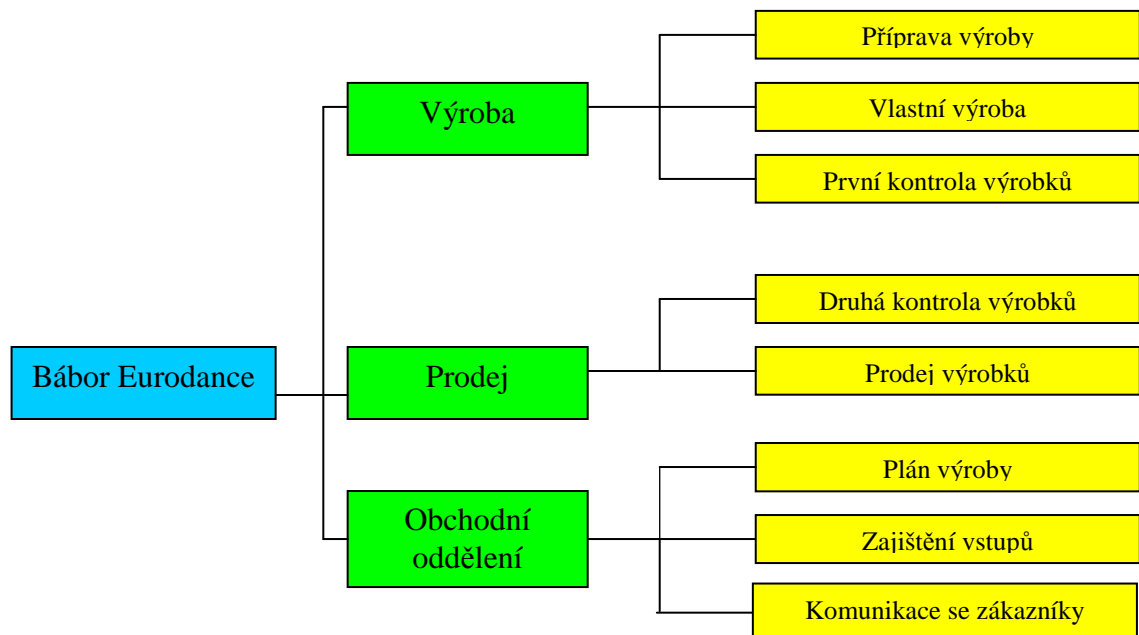 Bábor Eurodance
Výroba
Příprava výroby
Vlastní výroba
První kontrola výrobků
Prodej
Druhá kontrola výrobků
Prodej výrobků
Obchodní
oddělení
Plán výroby
Zajištění vstupů
Komunikace se zákazníky